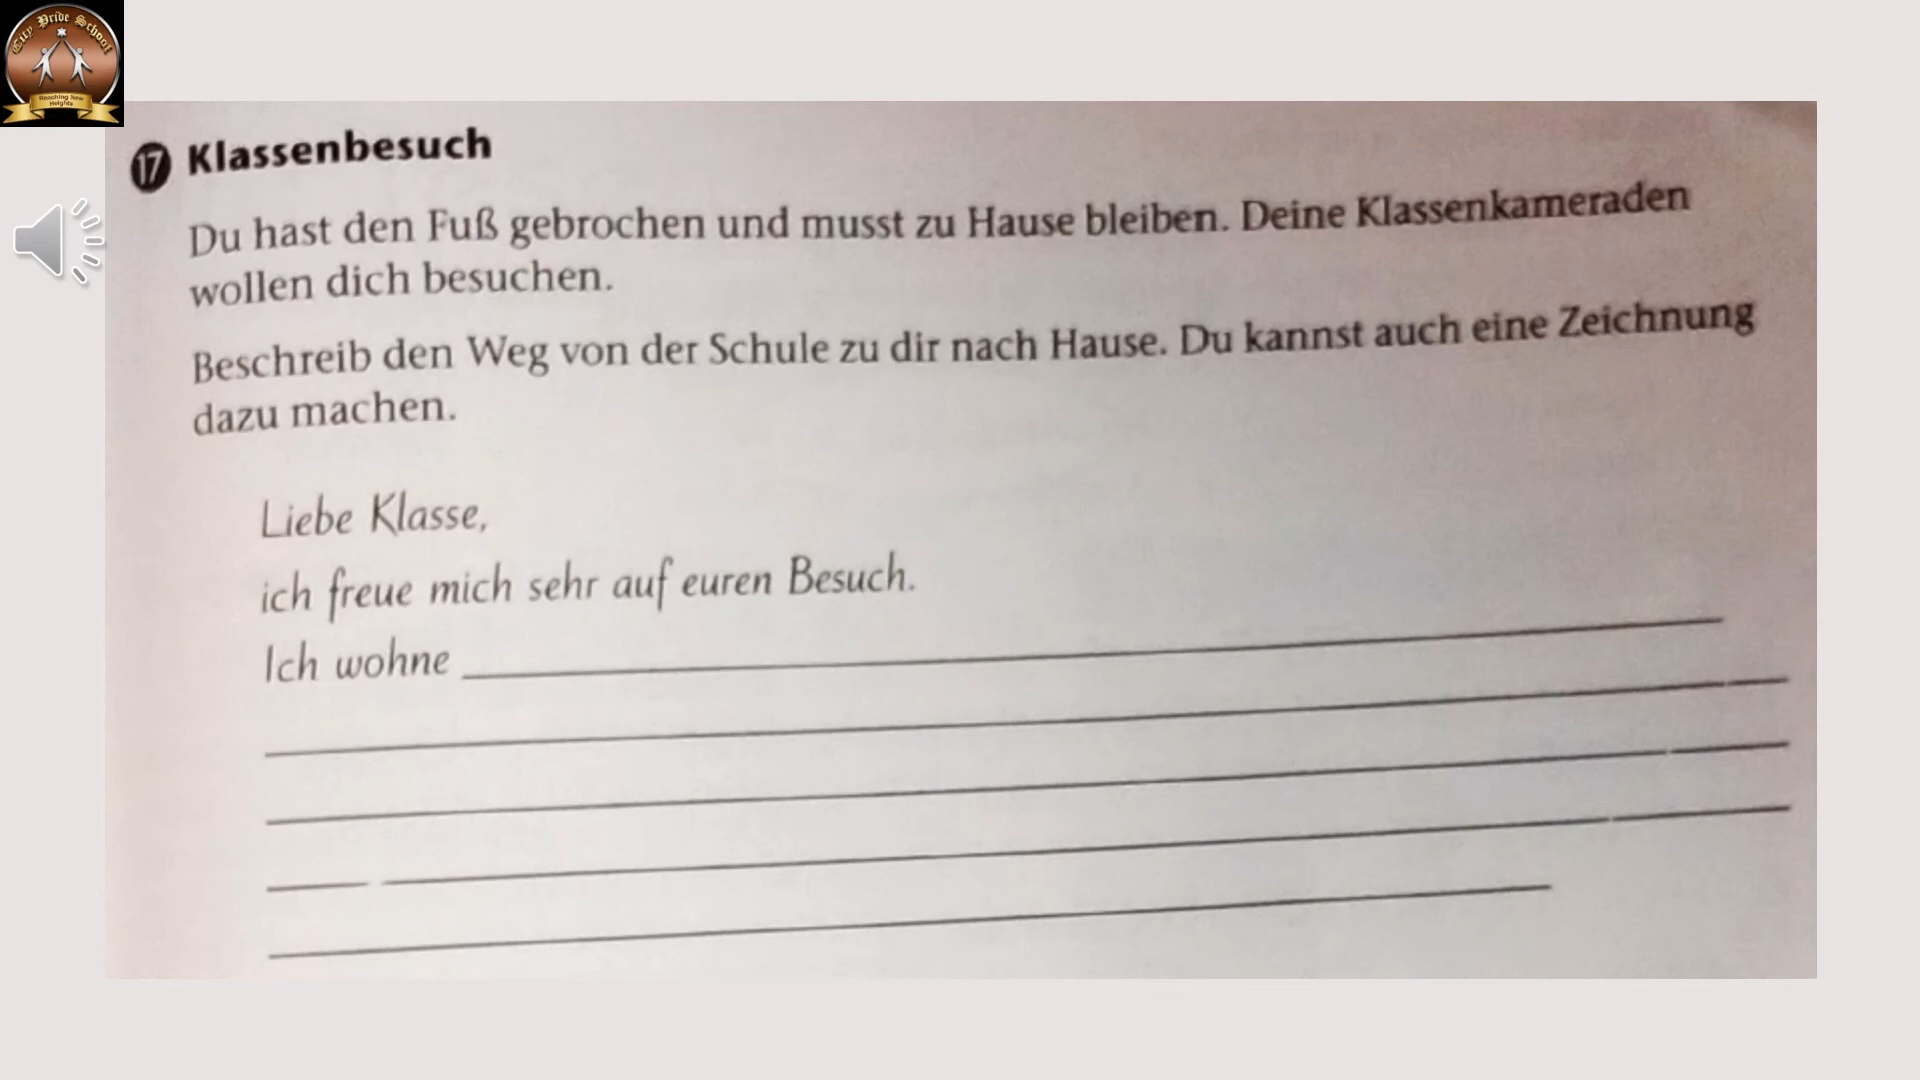 City Pride School
Reaching New
Heights
17 Klassenbesuch
Du hast den Fuß gebrochen und musst zu Hause bleiben. Deine Klassenkameraden
wollen dich besuchen.
Beschreib den Weg von der Schule zu dir nach Hause. Du kannst auch eine Zeichnung
dazu machen.
Liebe Klasse,
ich freue mich sehr auf euren Besuch.
Ich wohne